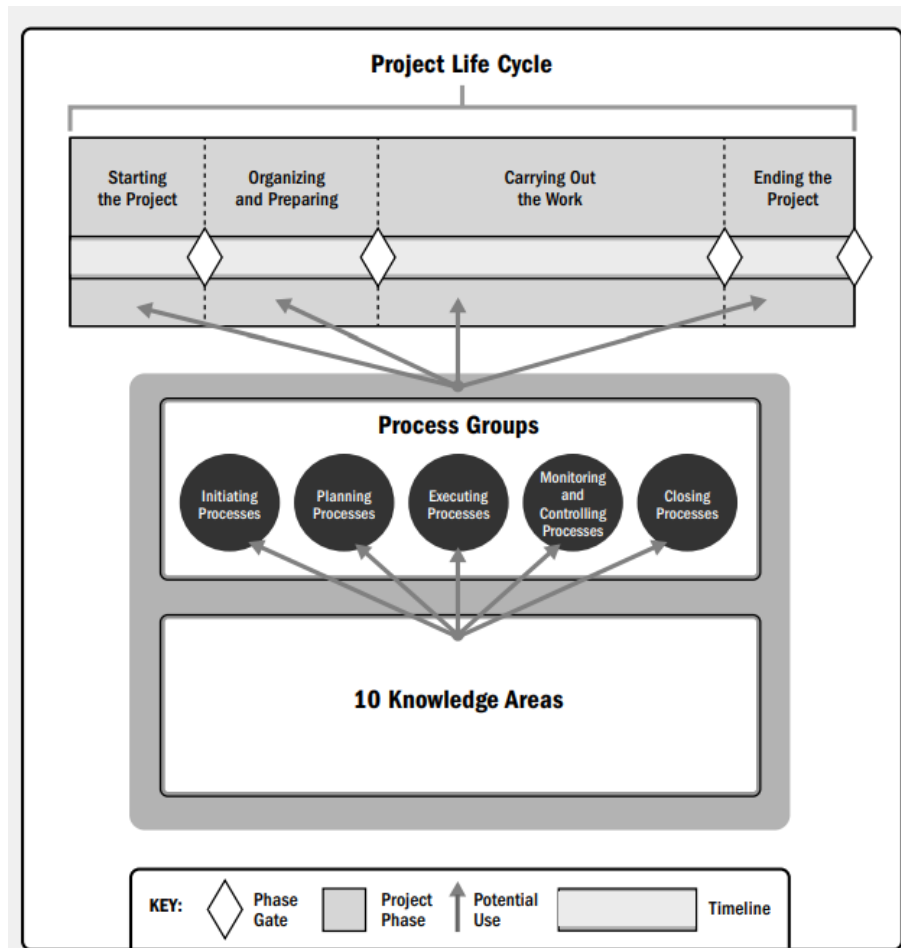 Project Life Cycle
Starting
the Project
Organizing
and Preparing
Carrying Out
the Work
Ending the
Project
Process Groups
Initiating
Processes
Planning
Processes
Executing
Processes
Monitoring
and
Controlling
Processes
Closing
Processes
10 Knowledge Areas
KEY:
Phase
Gate
Project
Phase
Potential
Use
Timeline